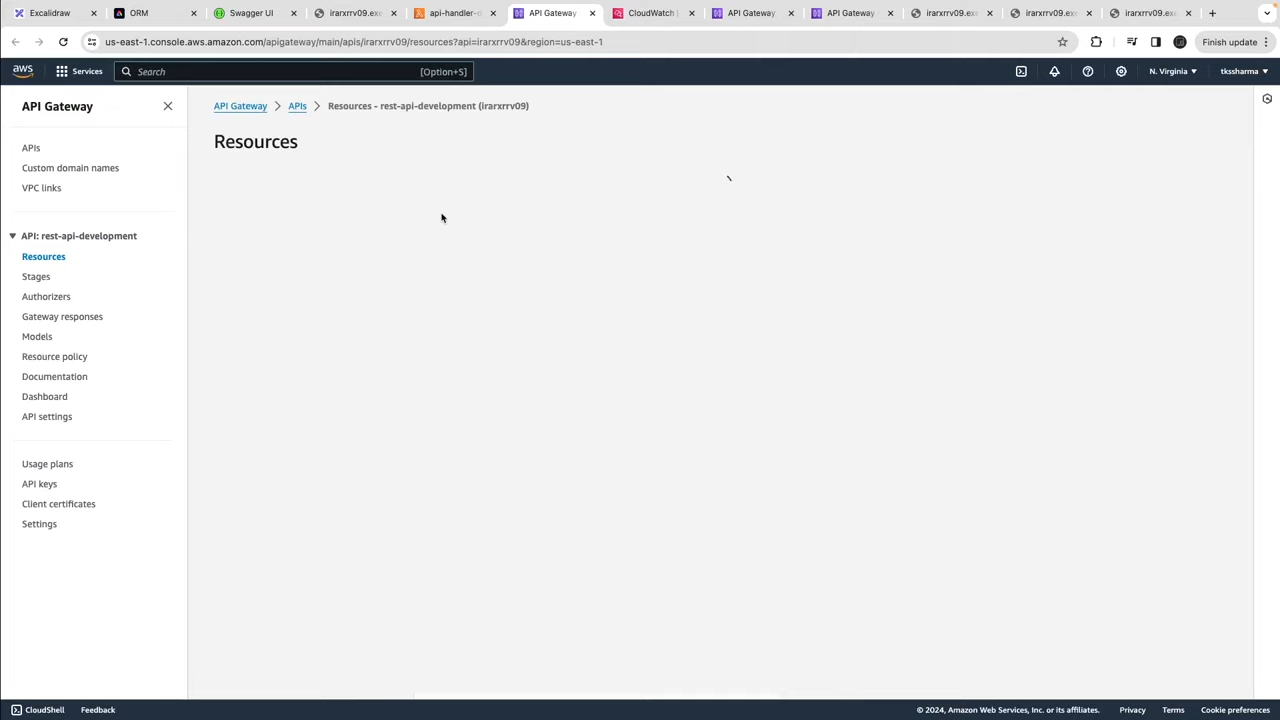 Excalidraw
ORM
Swagger UI
irarxrrv09.exe
api-handler-d
API Gateway
CloudWatch
API Gateway
API Gateway
irarxrrv09.exe
irarxrrv09.exe
irarxrrv09.exe
us-east-1.console.aws.amazon.com/apigateway/main/apis/irarxrrv09/resources?api=irarxrrv09&region=us-east-1
Finish update
aws
Services
Search
[Option+S]
N. Virginia
tkssharma
API Gateway
API Gateway
APIs
Resources - rest-api-development (irarxrrv09)
Resources
APIs
Custom domain names
VPC links
API: rest-api-development
Resources
Stages
Authorizers
Gateway responses
Models
Resource policy
Documentation
Dashboard
API settings
Usage plans
API keys
Client certificates
Settings
CloudShell
Feedback
© 2024, Amazon Web Services, Inc. or its affiliates.
Privacy
Terms
Cookie preferences